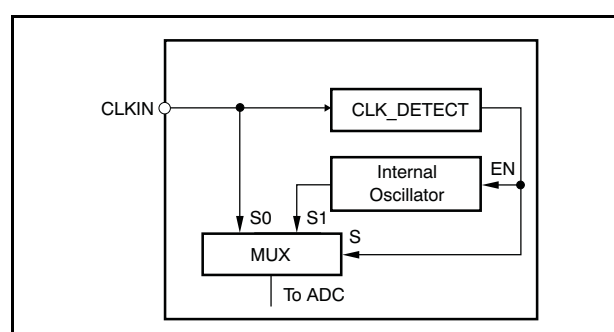 CLKIN
CLK_DETECT
Internal
Oscillator
EN
S0
S1
S
MUX
To ADC